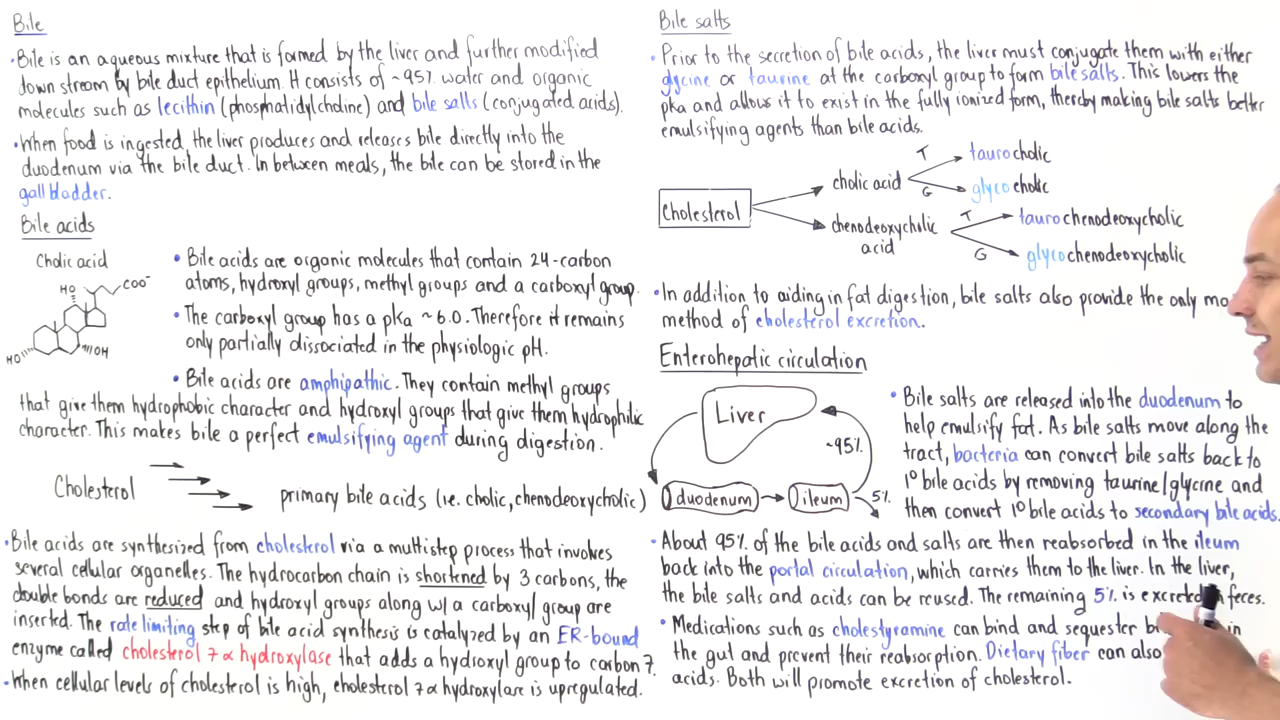 Bile
• Bile is an aqueous mixture that is formed by the liver and further modified
down stream by bile duct epithelium. It consists of ~95% water and organic
molecules such as lecithin (phosphatidylcholine) and bile salts (conjugated acids).
• When food is ingested, the liver produces and releases bile directly into the
duodenum via the bile duct. In between meals, the bile can be stored in the
gall bladder.
Bile acids
Cholic acid
HO
COO⁻
HO
OH
• Bile acids are organic molecules that contain 24-carbon
atoms, hydroxyl groups, methyl groups and a carboxyl group.
• The carboxyl group has a pka ~6.0. Therefore it remains
only partially dissociated in the physiologic pH.
• Bile acids are amphipathic. They contain methyl groups
that give them hydrophobic character and hydroxyl groups that give them hydrophilic
character. This makes bile a perfect emulsifying agent during digestion.
Cholesterol
primary bile acids (ie. cholic, chenodeoxycholic)
• Bile acids are synthesized from cholesterol via a multistep process that involves
several cellular organelles. The hydrocarbon chain is shortened by 3 carbons, the
double bonds are reduced and hydroxyl groups along w/ a carboxyl group are
inserted. The rate limiting step of bile acid synthesis is catalyzed by an ER-bound
enzyme called cholesterol 7α hydroxylase that adds a hydroxyl group to carbon 7.
• When cellular levels of cholesterol is high, cholesterol 7α hydroxylase is upregulated.
Bile salts
• Prior to the secretion of bile acids, the liver must conjugate them with either
glycine or taurine at the carboxyl group to form bile salts. This lowers the
pka and allows it to exist in the fully ionized form, thereby making bile salts better
emulsifying agents than bile acids.
Cholesterol
cholic acid
T
taurocholic
G
glycocholic
chenodeoxycholic
acid
T
taurochenodeoxycholic
G
glycochenodeoxycholic
• In addition to aiding in fat digestion, bile salts also provide the only
method of cholesterol excretion.
Enterohepatic circulation
Liver
~95%
duodenum
ileum
5%
• Bile salts are released into the duodenum to
help emulsify fat. As bile salts move along the
tract, bacteria can convert bile salts back to
1° bile acids by removing taurine/glycine and
then convert 1° bile acids to secondary bile acids.
• About 95% of the bile acids and salts are then reabsorbed in the ileum
back into the portal circulation, which carries them to the liver. In the liver,
the bile salts and acids can be reused. The remaining 5% is excreted feces.
• Medications such as cholestyramine can bind and sequester in
the gut and prevent their reabsorption. Dietary fiber can also
acids. Both will promote excretion of cholesterol.